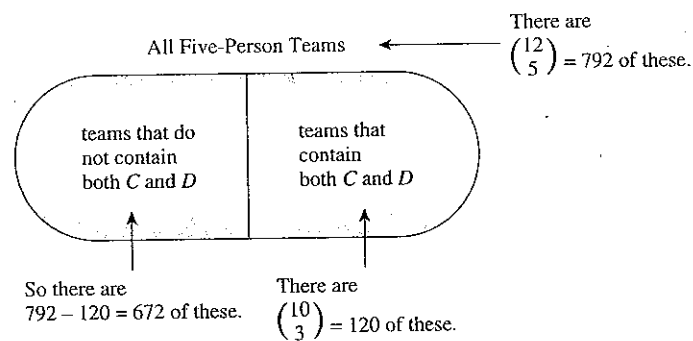 There are
All Five-Person Teams
(12 5) = 792 of these.
teams that do
not contain
both C and D
teams that
contain
both C and D
So there are
792 – 120 = 672 of these.
There are
(10 3) = 120 of these.